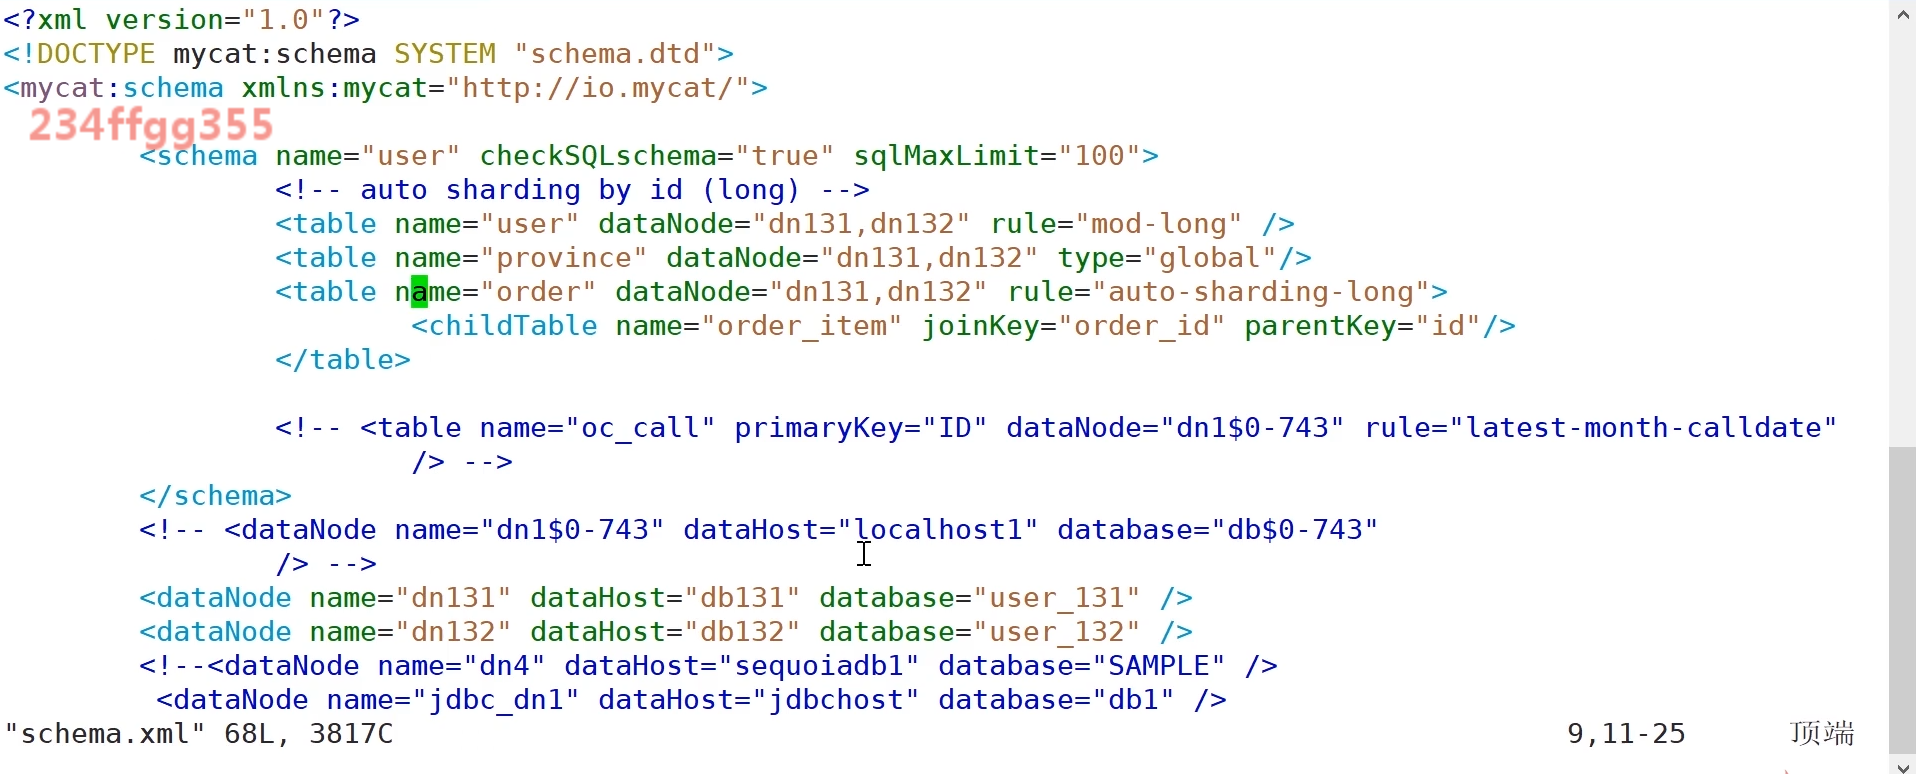 <?xml version="1.0"?>
<!DOCTYPE mycat:schema SYSTEM "schema.dtd">
<mycat:schema xmlns:mycat="http://io.mycat/">
234ffgg355
<schema name="user" checkSQLschema="true" sqlMaxLimit="100">
<!-- auto sharding by id (long) -->
<table name="user" dataNode="dn131,dn132" rule="mod-long" />
<table name="province" dataNode="dn131,dn132" type="global"/>
<table name="order" dataNode="dn131,dn132" rule="auto-sharding-long">
<childTable name="order_item" joinKey="order_id" parentKey="id"/>
</table>
<!-- <table name="oc_call" primaryKey="ID" dataNode="dn1$0-743" rule="latest-month-calldate"
/> -->
</schema>
<!-- <dataNode name="dn1$0-743" dataHost="localhost1" database="db$0-743"
/> -->
<dataNode name="dn131" dataHost="db131" database="user_131" />
<dataNode name="dn132" dataHost="db132" database="user_132" />
<!--<dataNode name="dn4" dataHost="sequoiadb1" database="SAMPLE" />
<dataNode name="jdbc_dn1" dataHost="jdbchost" database="db1" />
"schema.xml" 68L, 3817C 9,11-25 顶端